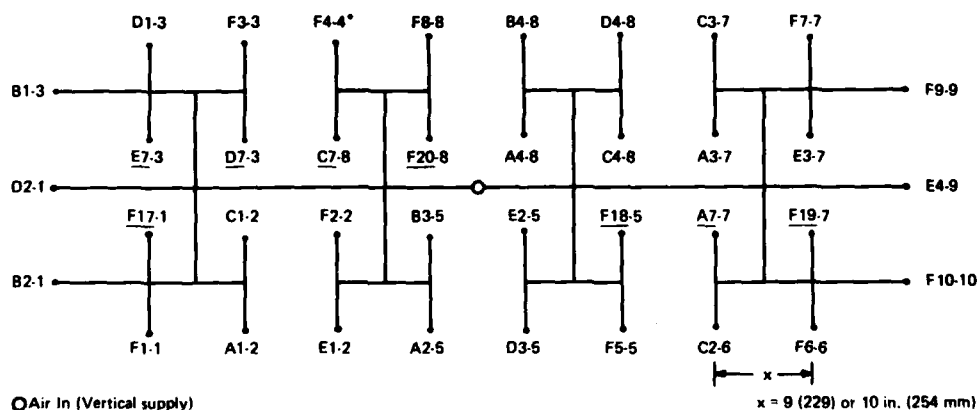 D1-3 F3-3 F4-4* F8-8 B4-8 D4-8 C3-7 F7-7
B1-3 F9-9
E7-3 D7-3 C7-8 F20-8 A4-8 C4-8 A3-7 E3-7
D2-1 E4-9
F17-1 C1-2 F2-2 B3-5 E2-5 F18-5 A7-7 F19-7
B2-1 F10-10
F1-1 A1-2 E1-2 A2-5 D3-5 F5-5 C2-6 F6-6
x
Air In (Vertical supply) x = 9 (229) or 10 in. (254 mm)